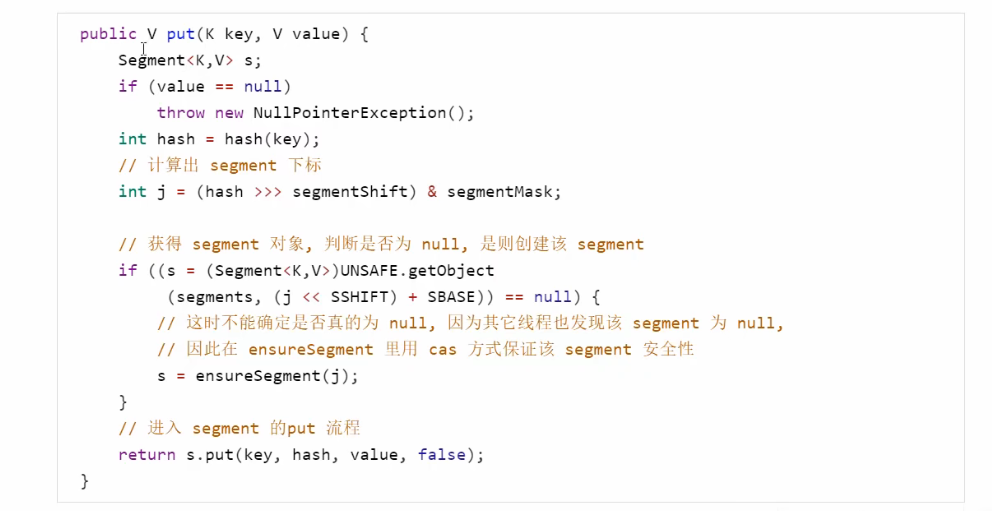 public V put(K key, V value) {
    Segment<K,V> s;
    if (value == null)
        throw new NullPointerException();
    int hash = hash(key);
    // 计算出 segment 下标
    int j = (hash >>> segmentShift) & segmentMask;
    // 获得 segment 对象, 判断是否为 null, 是则创建该 segment
    if ((s = (Segment<K,V>)UNSAFE.getObject
         (segments, (j << SSHIFT) + SBASE)) == null) {
        // 这时不能确定是否真的为 null, 因为其它线程也发现该 segment 为 null,
        // 因此在 ensureSegment 里用 cas 方式保证该 segment 安全性
        s = ensureSegment(j);
    }
    // 进入 segment 的put 流程
    return s.put(key, hash, value, false);
}